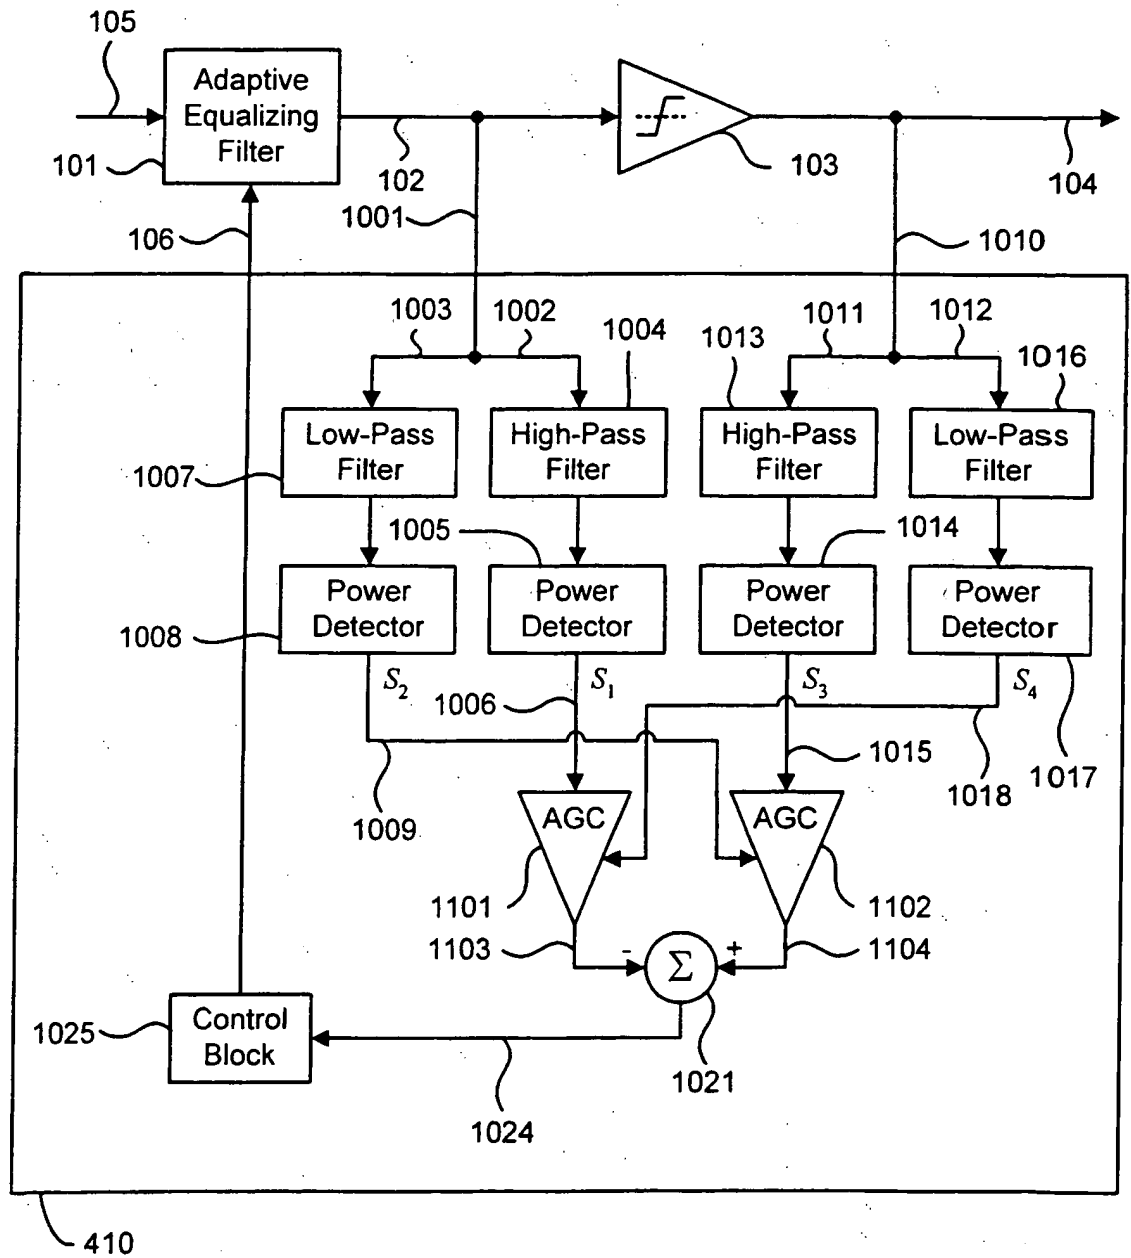 105
Adaptive
Equalizing
Filter
101
102
103
104
106
1001
1010
1003
1002
1004
1013
1011
1012
1016
Low-Pass
Filter
High-Pass
Filter
High-Pass
Filter
Low-Pass
Filter
1007
1005
1014
Power
Detector
Power
Detector
Power
Detector
Power
Detector
1008
S2
S1
S3
S4
1006
1009
1015
1018
1017
AGC
AGC
1101
1102
1103
-
+
1104
Σ
1025
Control
Block
1021
1024
410